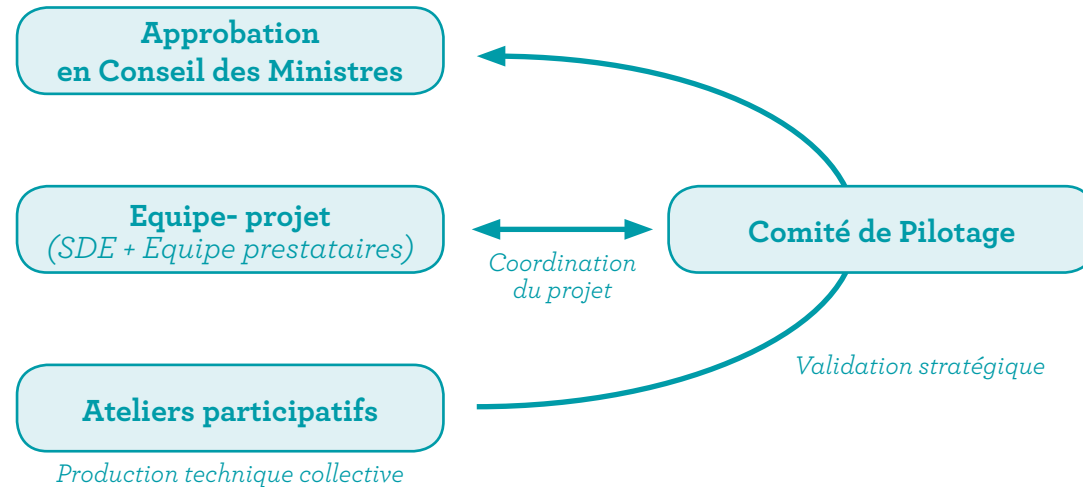 Approbation
en Conseil des Ministres
Equipe- projet
(SDE + Equipe prestataires)
Coordination
du projet
Comité de Pilotage
Validation stratégique
Ateliers participatifs
Production technique collective